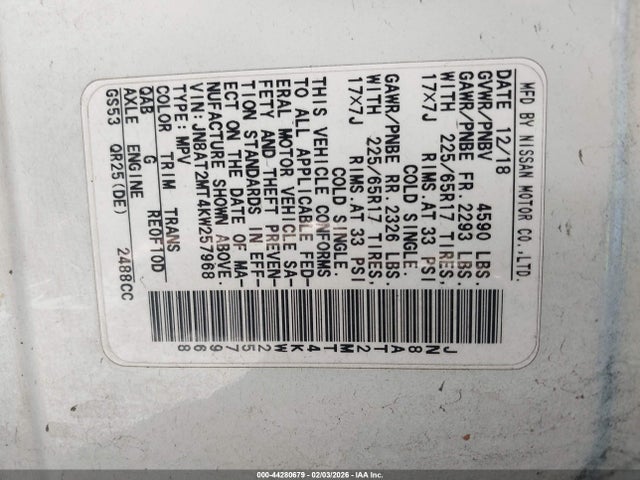 MFD BY NISSAN MOTOR CO.,LTD.
DATE 12/18
GVWR/PNBV 4590 LBS.
GAWR/PNBE FR.2293 LBS.
WITH 225/65R17 TIRES,
17X7J RIMS,AT 33 PSI
COLD SINGLE
GAWR/PNBE RR.2326 LBS.
WITH 225/65R17 TIRES,
17X7J RIMS,AT 33 PSI
COLD SINGLE
THIS VEHICLE CONFORMS
TO ALL APPLICABLE FED-
ERAL MOTOR VEHICLE SA-
FETY AND THEFT PREVEN-
TION STANDARDS IN EFF-
ECT ON THE DATE OF MA-
NUFACTURE SHOWN ABOVE.
VIN:JN8AT2MT4KW257968
TYPE:MPV
COLOR TRIM TRANS
QAB G RE0F10D
AXLE ENGINE
GS53 QR25(DE) 2488CC
JN8AT2MT4KW257968
000-44280679 - 02/03/2026 - IAA Inc.